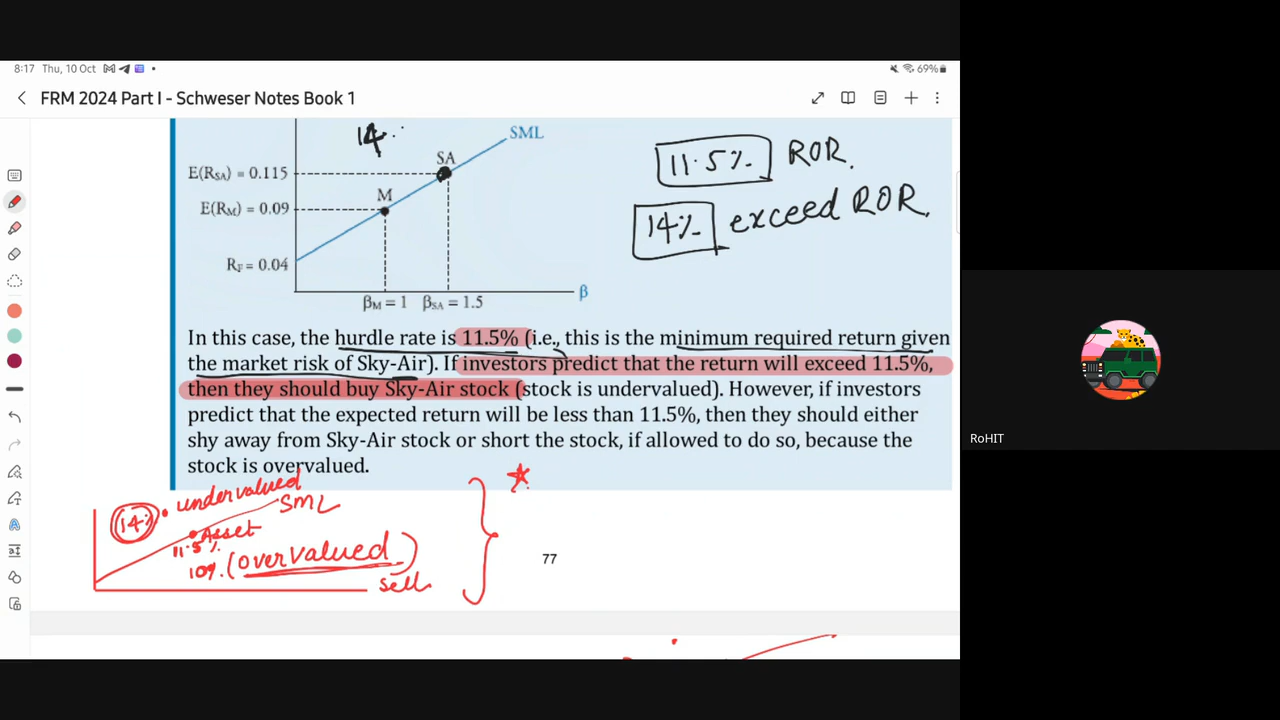 8:17 Thu, 10 Oct
69%
FRM 2024 Part I - Schweser Notes Book 1
14%
SML
SA
E(R_SA) = 0.115
M
E(R_M) = 0.09
R_F = 0.04
β_M = 1 β_SA = 1.5
β
11.5% ROR.
14% exceed ROR.
In this case, the hurdle rate is 11.5% (i.e., this is the minimum required return given
the market risk of Sky-Air). If investors predict that the return will exceed 11.5%,
then they should buy Sky-Air stock (stock is undervalued). However, if investors
predict that the expected return will be less than 11.5%, then they should either
shy away from Sky-Air stock or short the stock, if allowed to do so, because the
stock is overvalued.
14% undervalued
SML
Asset
11.5%
10% (overvalued)
sell
77
RoHIT